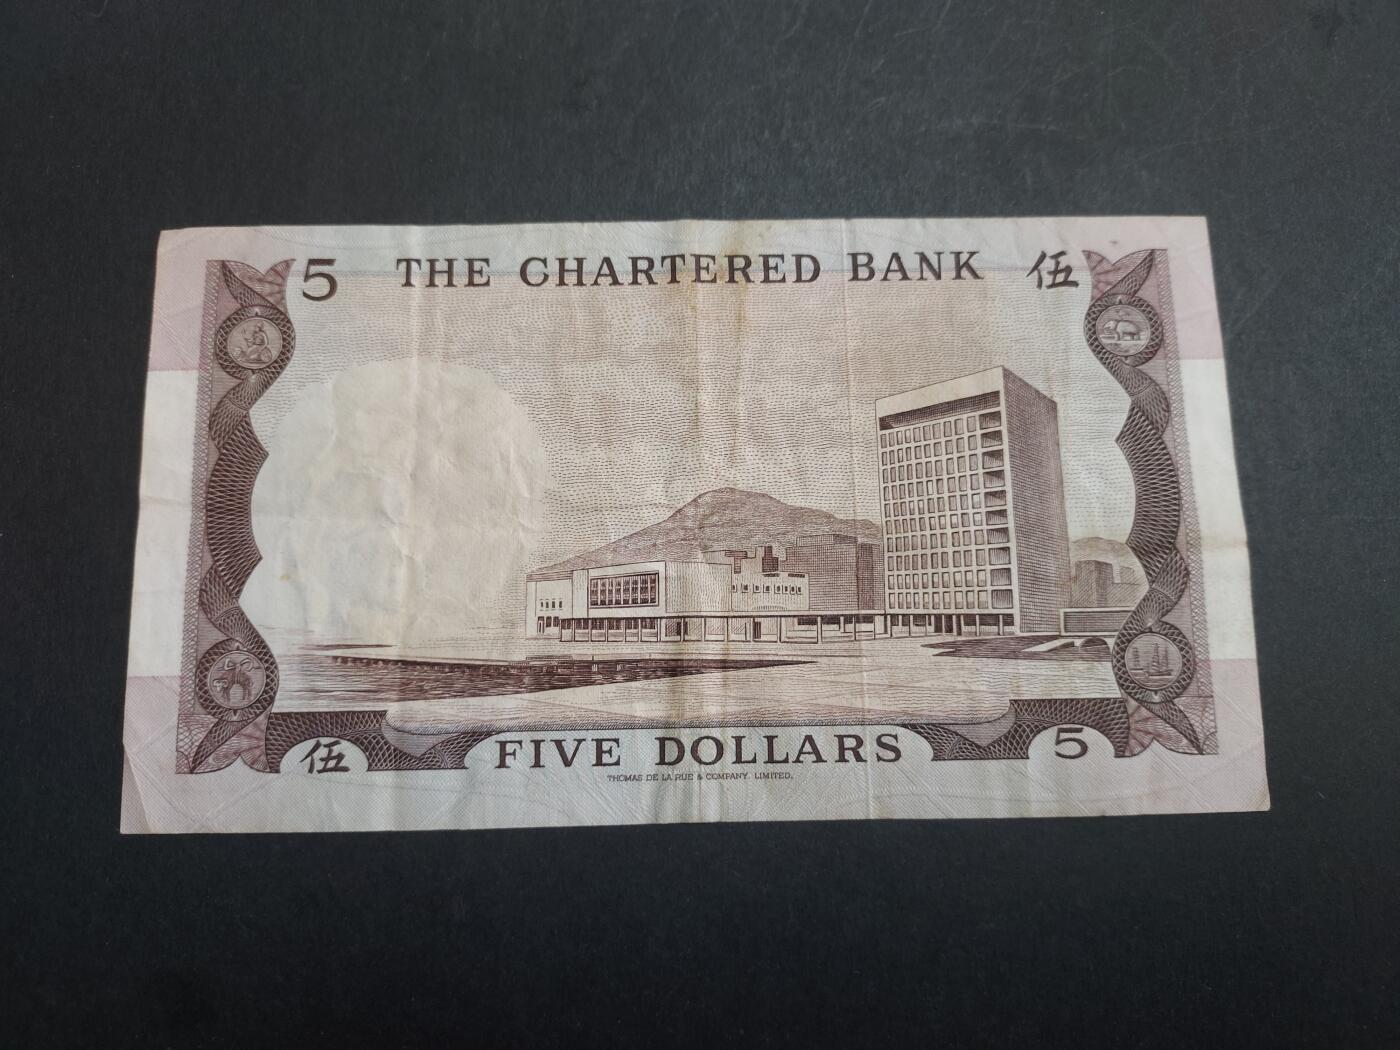 5 THE CHARTERED BANK 伍
伍 FIVE DOLLARS 5
THOMAS DE LA RUE & COMPANY, LIMITED.